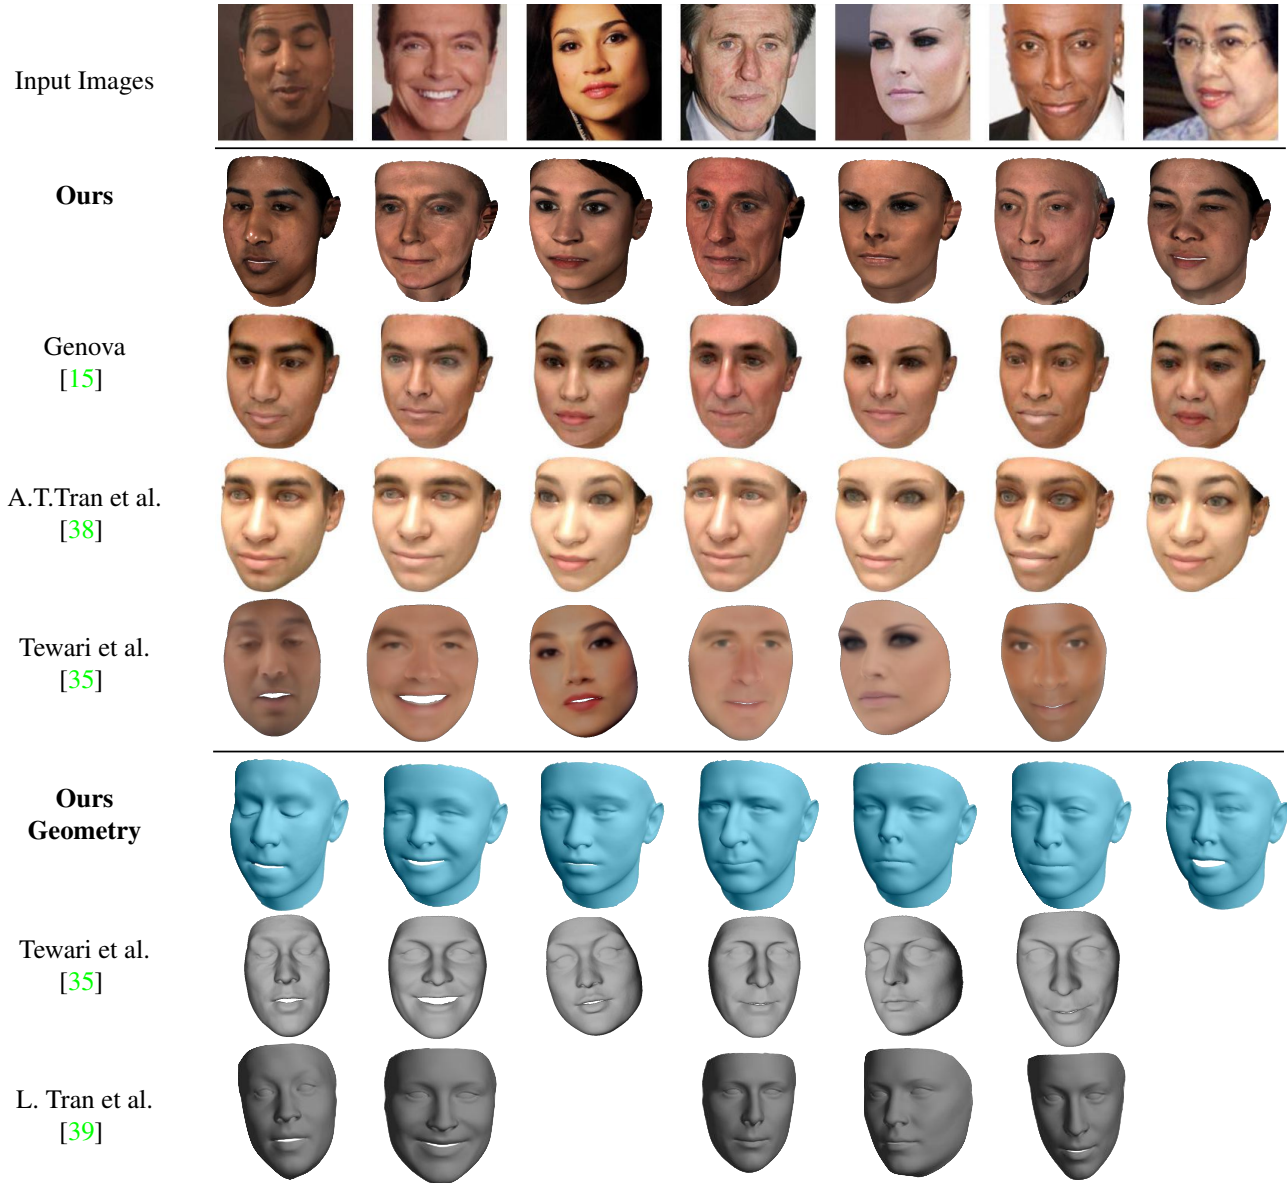 Input Images
Ours
Genova
[15]
A.T.Tran et al.
[38]
Tewari et al.
[35]
Ours
Geometry
Tewari et al.
[35]
L. Tran et al.
[39]